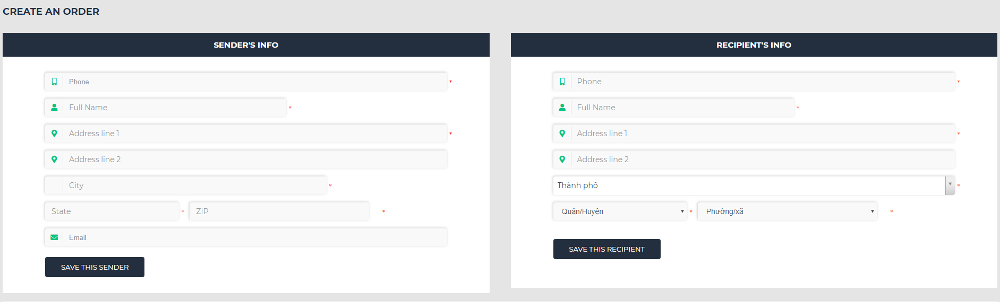 CREATE AN ORDER
SENDER'S INFO
Phone *
Full Name *
Address line 1 *
Address line 2
City *
State * ZIP *
Email
SAVE THIS SENDER
RECIPIENT'S INFO
Phone *
Full Name *
Address line 1 *
Address line 2
Thành phố *
Quận/Huyện * Phường/xã *
SAVE THIS RECIPIENT